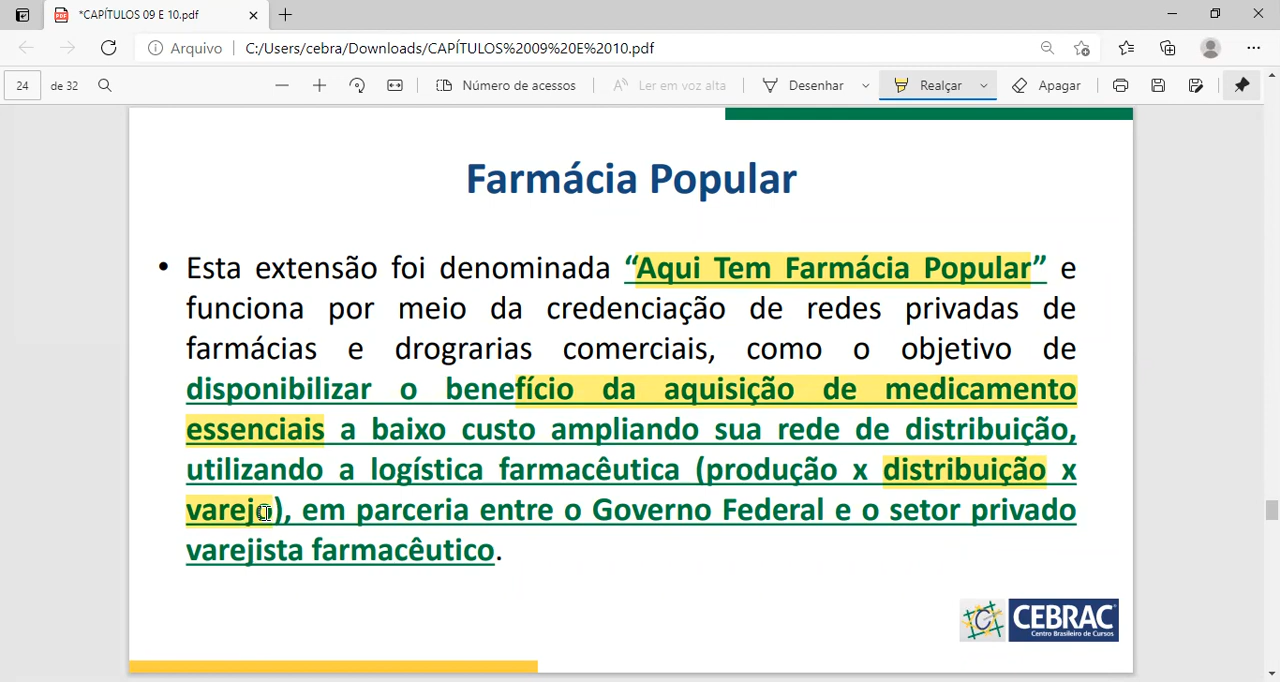 *CAPÍTULOS 09 E 10.pdf
Arquivo C:/Users/cebra/Downloads/CAPÍTULOS%2009%20E%2010.pdf
24 de 32 Número de acessos Ler em voz alta Desenhar Realçar Apagar
Farmácia Popular
• Esta extensão foi denominada “Aqui Tem Farmácia Popular” e
funciona por meio da credenciação de redes privadas de
farmácias e drograrias comerciais, como o objetivo de
disponibilizar o benefício da aquisição de medicamento
essenciais a baixo custo ampliando sua rede de distribuição,
utilizando a logística farmacêutica (produção x distribuição x
varejo), em parceria entre o Governo Federal e o setor privado
varejista farmacêutico.
CEBRAC
Centro Brasileiro de Cursos